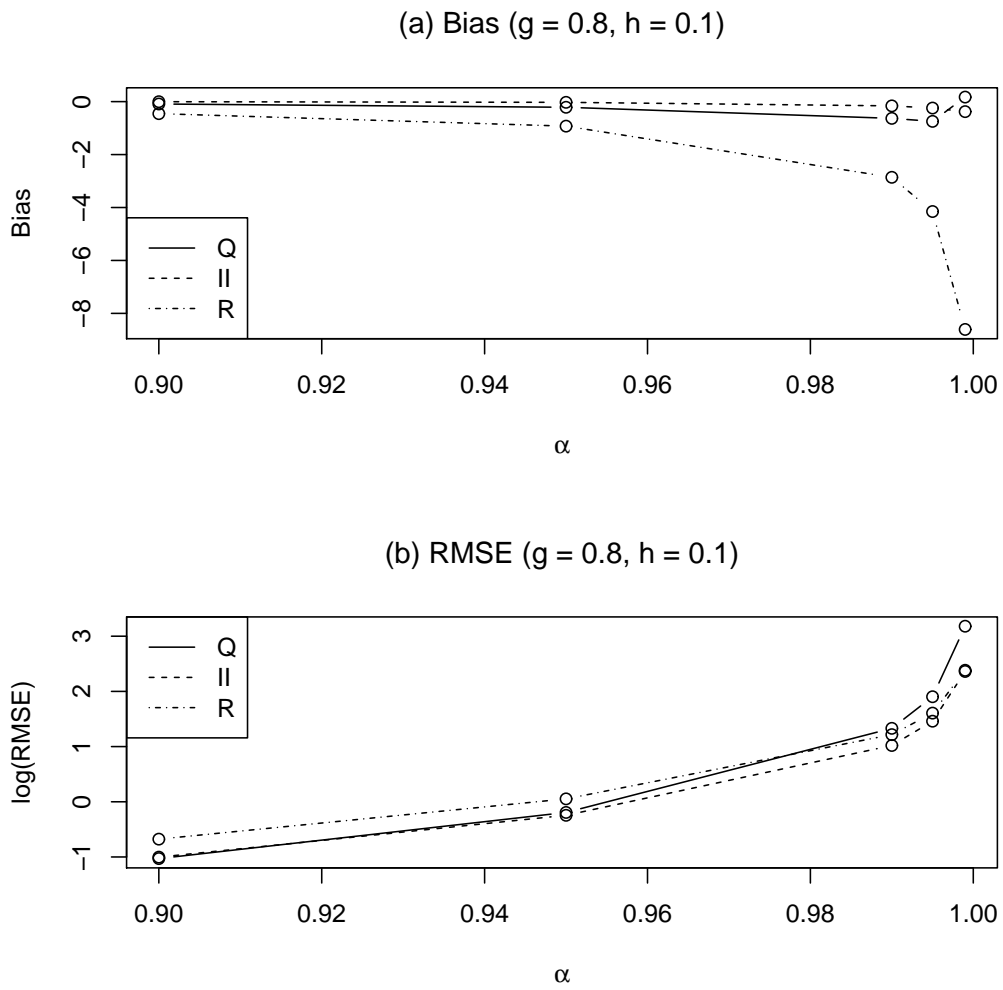 (a) Bias (g = 0.8, h = 0.1)
Bias
0
−2
−4
−6
−8
Q
II
R
0.90 0.92 0.94 0.96 0.98 1.00
α
(b) RMSE (g = 0.8, h = 0.1)
log(RMSE)
3
2
1
0
−1
Q
II
R
0.90 0.92 0.94 0.96 0.98 1.00
α